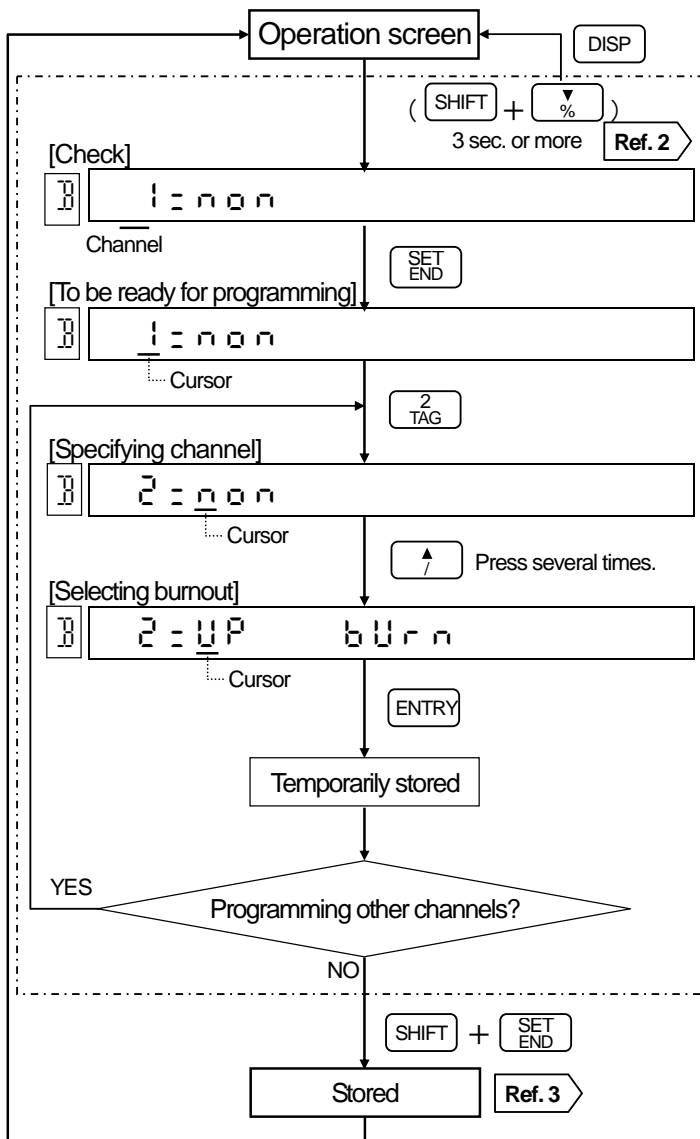 Operation screen
DISP
( SHIFT + ▼ % )
3 sec. or more Ref. 2
[Check]
B 1=non
Channel
SET END
[To be ready for programming]
B 1=non
Cursor
2 TAG
[Specifying channel]
B 2=non
Cursor
▲ / Press several times.
[Selecting burnout]
B 2=UP bUrn
Cursor
ENTRY
Temporarily stored
YES
Programming other channels?
NO
SHIFT + SET END
Stored Ref. 3